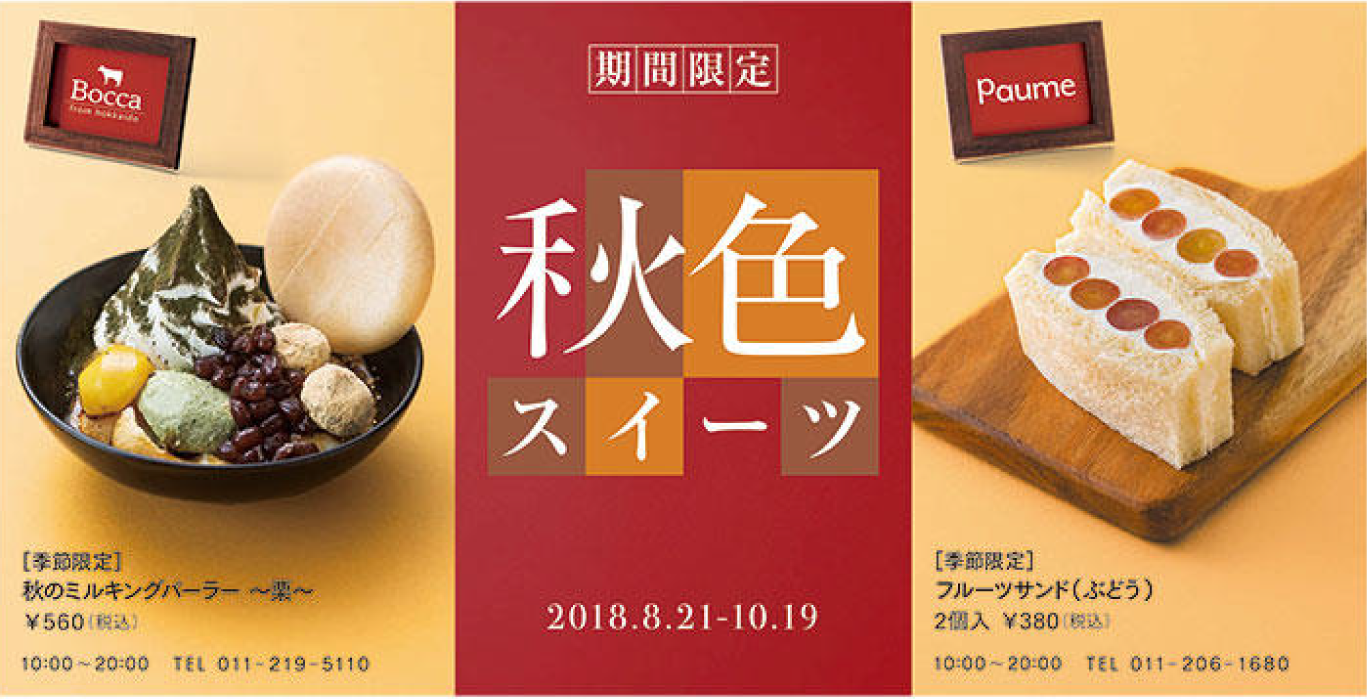 Bocca
from hokkaido
[季節限定]
秋のミルキングパーラー ～栗～
￥560(税込)
10:00～20:00 TEL 011-219-5110
期間限定
秋色
スイーツ
2018.8.21-10.19
Paume
[季節限定]
フルーツサンド(ぶどう)
2個入 ￥380(税込)
10:00～20:00 TEL 011-206-1680